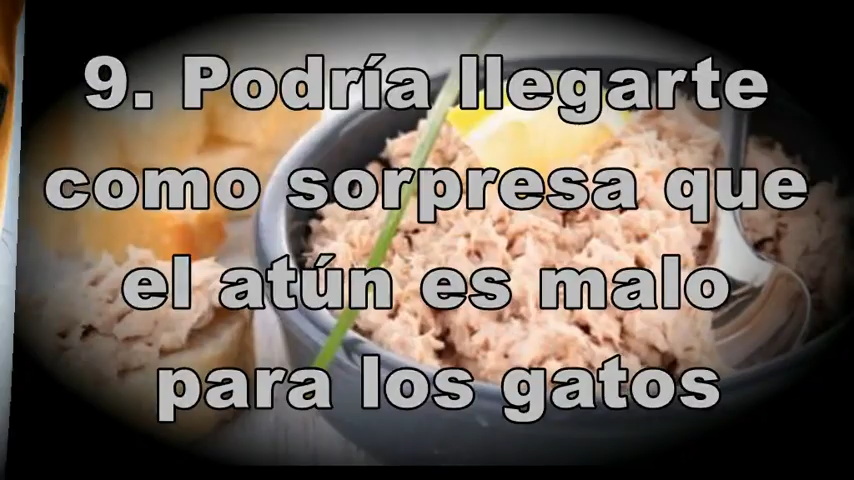 9. Podría llegarte
como sorpresa que
el atún es malo
para los gatos